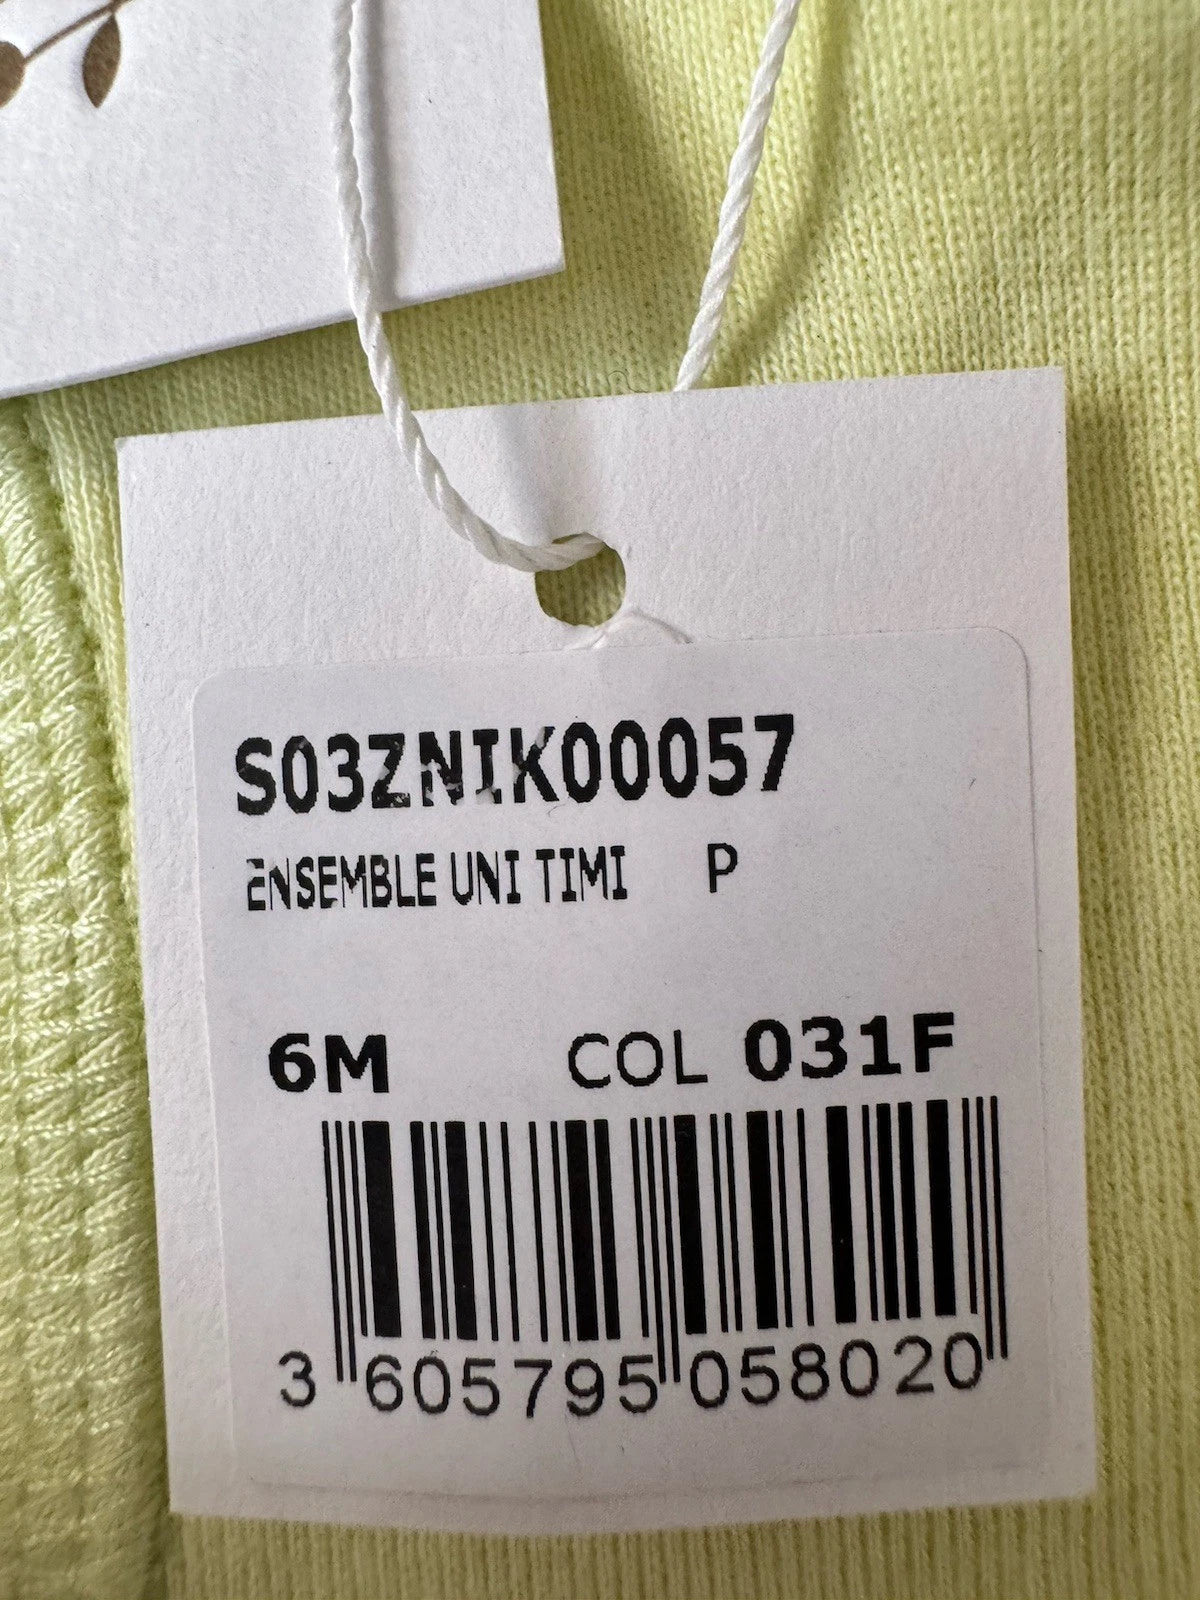 S03ZNIK00057
ENSEMBLE UNI TIMI P
6M COL 031F
3 605795 058020